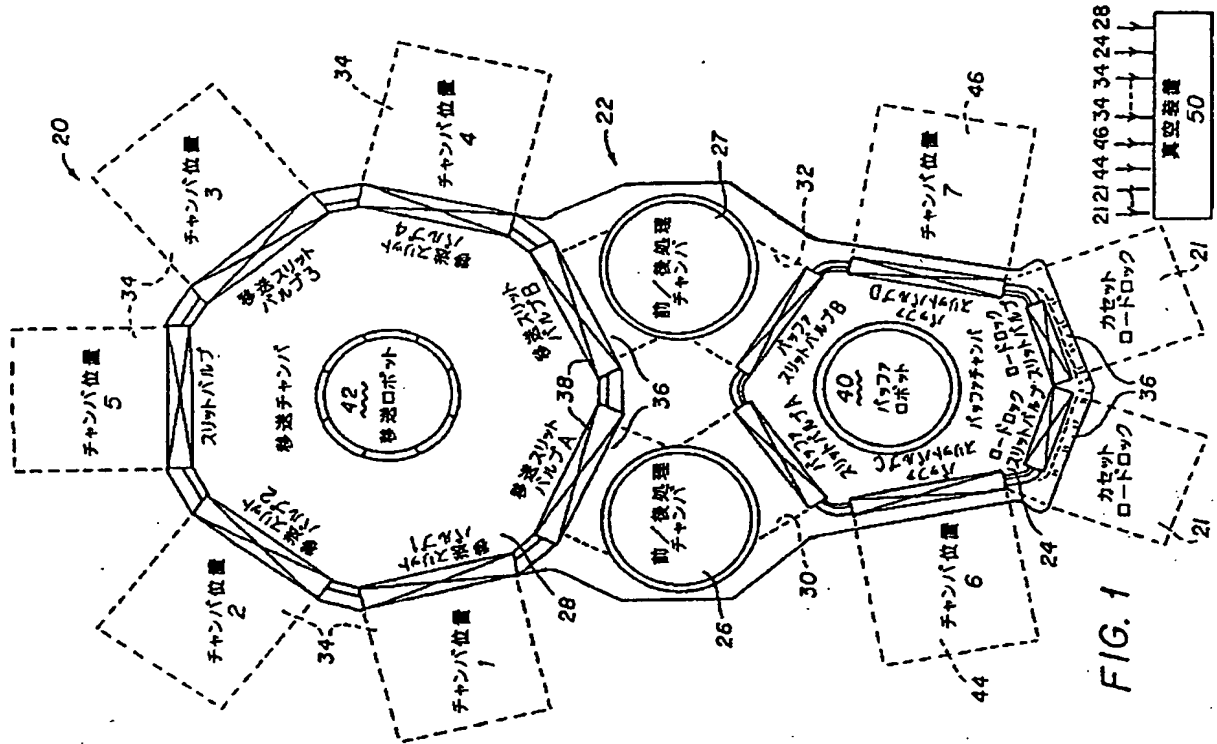 20
34
チャンバ位置
5
チャンバ位置
3
34
チャンバ位置
4
チャンバ位置
2
34
チャンバ位置
1
スリットバルブ
移送スリット
バルブ3
移送スリット
バルブ4
移送スリット
バルブ2
移送スリット
バルブ1
移送チャンバ
42
移送ロボット
28
移送スリット
バルブA
移送スリット
バルブB
38
38
36
36
22
27
前/後処理
チャンバ
前/後処理
チャンバ
26
30
32
バッファ
スリットバルブA
バッファ
スリットバルブB
バッファ
スリットバルブC
バッファ
スリットバルブD
40
バッファ
ロボット
バッファチャンバ
ロードロック
スリットバルブ
ロードロック
スリットバルブ
チャンバ位置
6
44
チャンバ位置
7
46
24
36
カセット
ロードロック
21
カセット
ロードロック
21
21 21 44 46 34 34 24 28
真空装置
50
FIG. 1